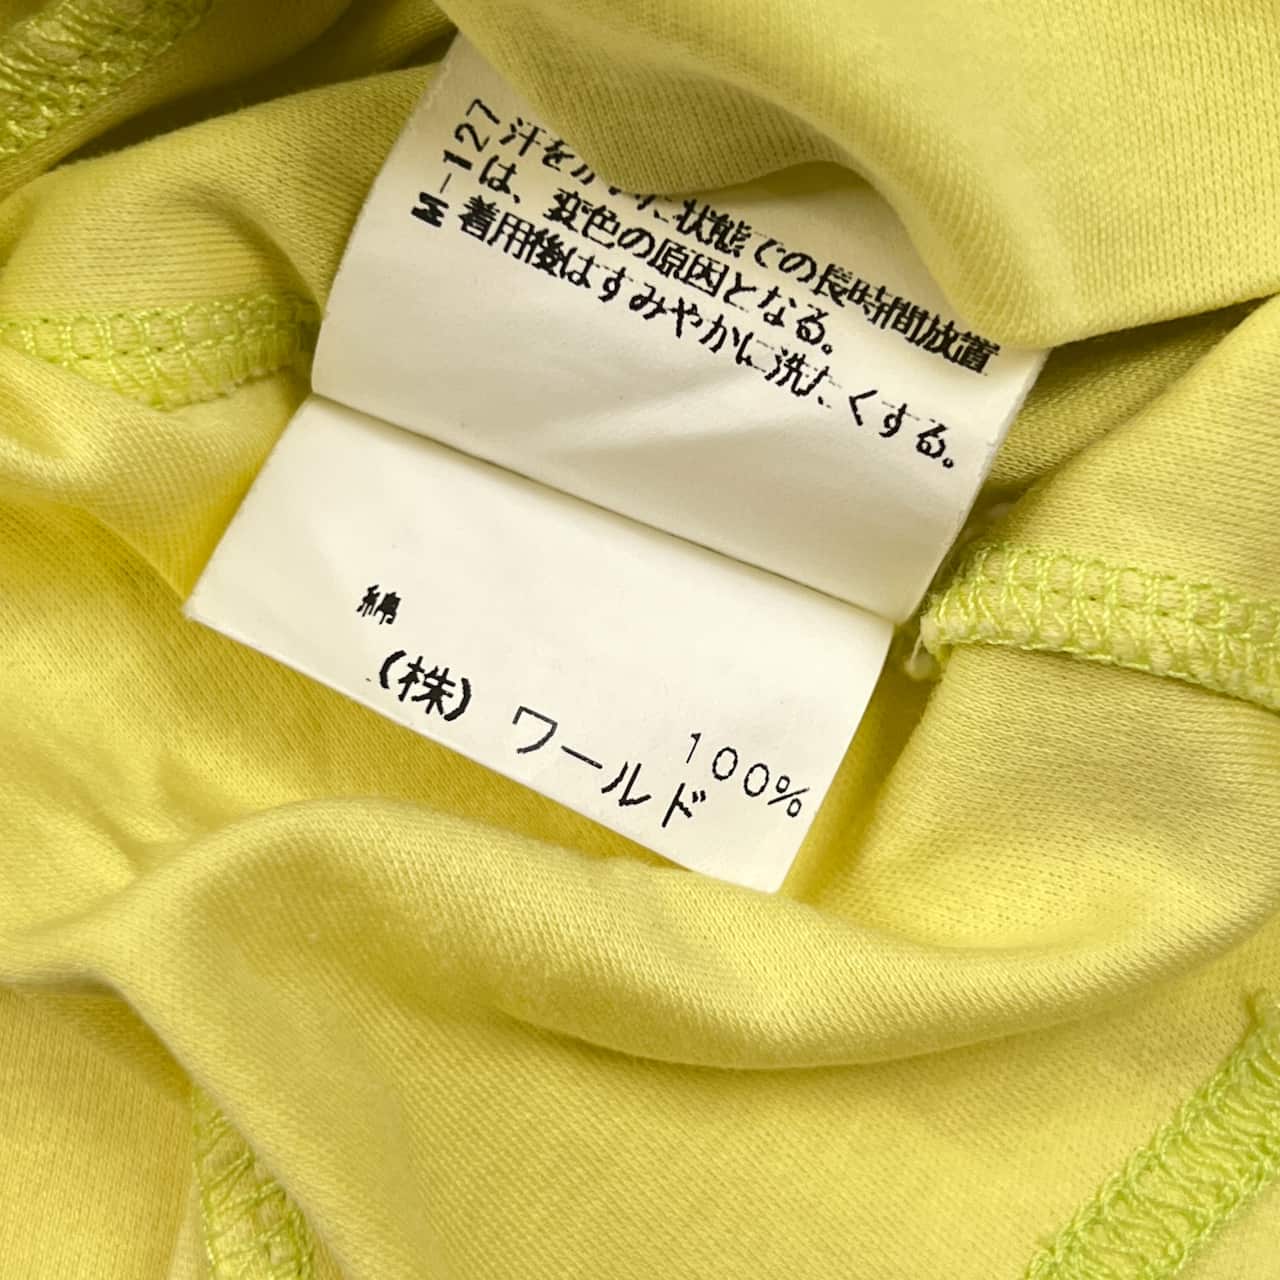 汗をかいた状態での長時間放置
は、変色の原因となる。
着用後はすみやかに洗たくする。
M-127
綿
100%
(株) ワールド